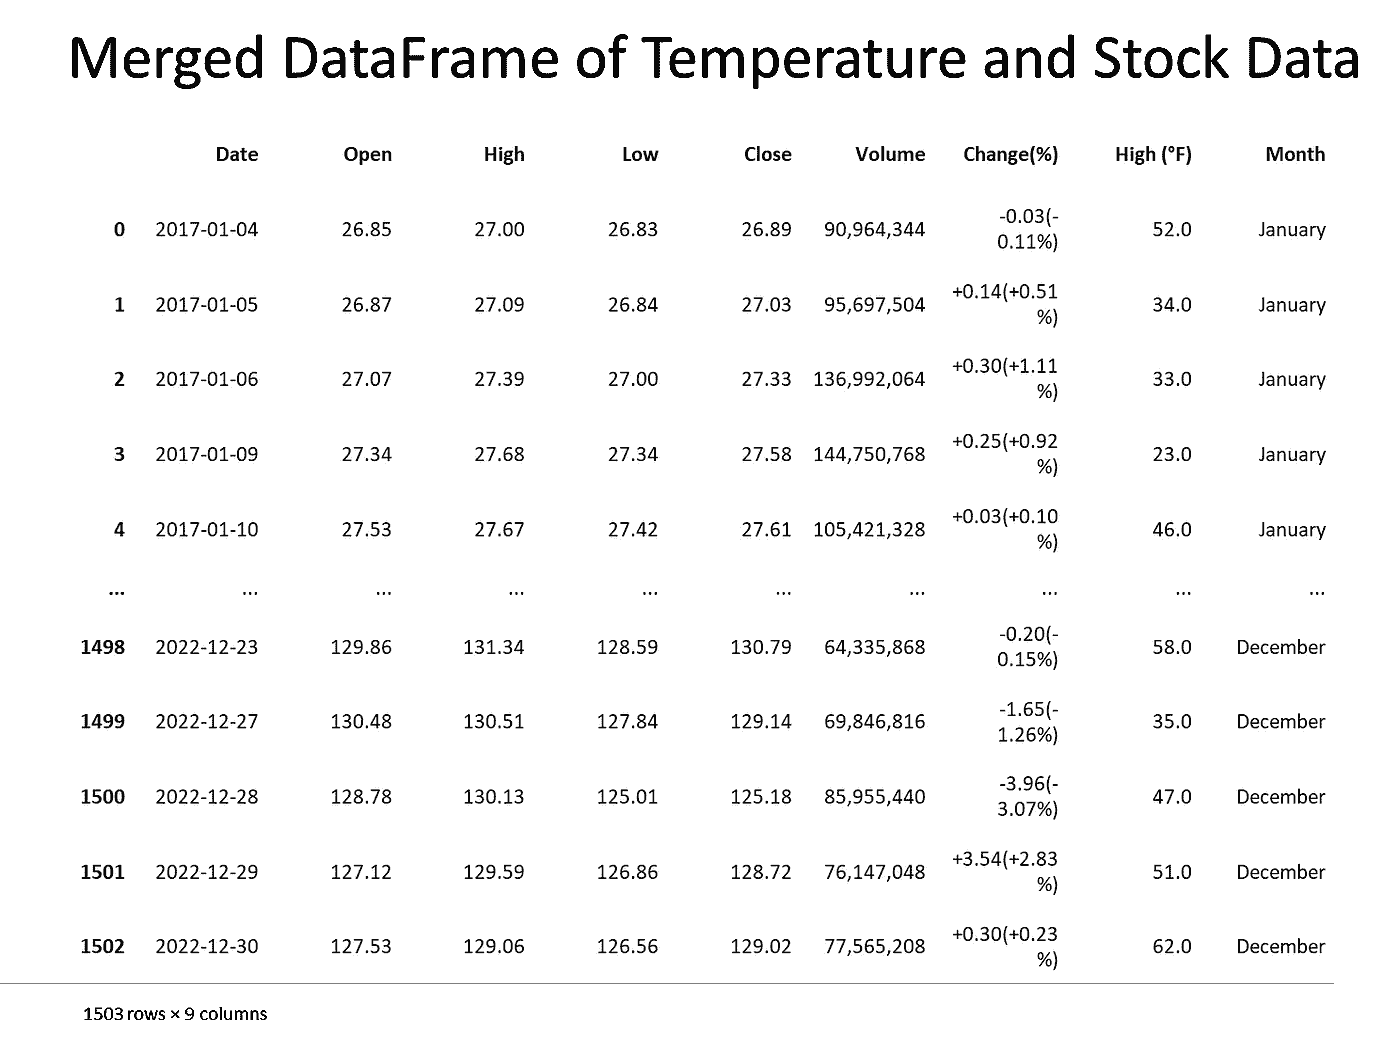 Merged DataFrame of Temperature and Stock Data
Date Open High Low Close Volume Change(%) High (°F) Month
0 2017-01-04 26.85 27.00 26.83 26.89 90,964,344 -0.03(-0.11%) 52.0 January
1 2017-01-05 26.87 27.09 26.84 27.03 95,697,504 +0.14(+0.51%) 34.0 January
2 2017-01-06 27.07 27.39 27.00 27.33 136,992,064 +0.30(+1.11%) 33.0 January
3 2017-01-09 27.34 27.68 27.34 27.58 144,750,768 +0.25(+0.92%) 23.0 January
4 2017-01-10 27.53 27.67 27.42 27.61 105,421,328 +0.03(+0.10%) 46.0 January
... ... ... ... ... ... ... ... ... ...
1498 2022-12-23 129.86 131.34 128.59 130.79 64,335,868 -0.20(-0.15%) 58.0 December
1499 2022-12-27 130.48 130.51 127.84 129.14 69,846,816 -1.65(-1.26%) 35.0 December
1500 2022-12-28 128.78 130.13 125.01 125.18 85,955,440 -3.96(-3.07%) 47.0 December
1501 2022-12-29 127.12 129.59 126.86 128.72 76,147,048 +3.54(+2.83%) 51.0 December
1502 2022-12-30 127.53 129.06 126.56 129.02 77,565,208 +0.30(+0.23%) 62.0 December
1503 rows × 9 columns